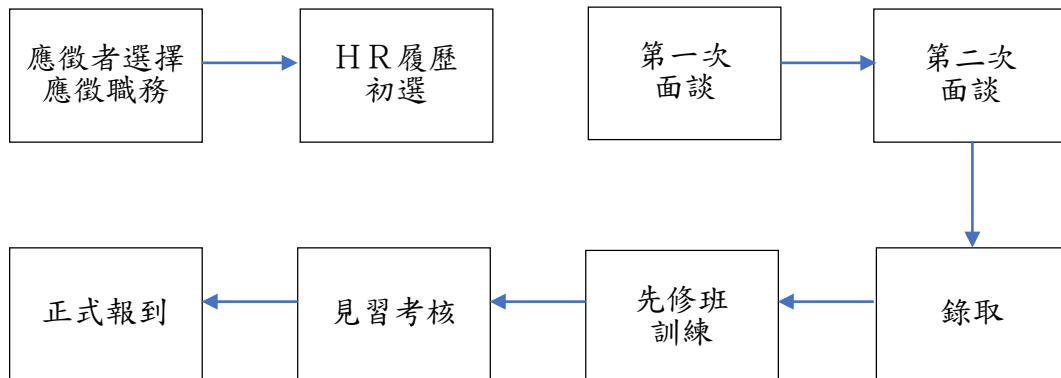 應徵者選擇
應徵職務
ＨＲ履歷
初選
第一次
面談
第二次
面談
錄取
先修班
訓練
見習考核
正式報到